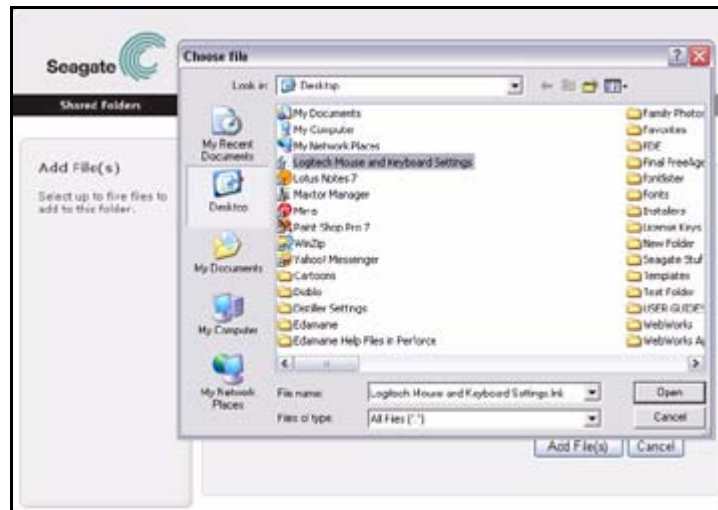 Seagate
Shared Folders
Add File(s)
Select up to five files to
add to this folder.
Choose file
Look in:
Desktop
My Recent
Documents
Desktop
My Documents
My Computer
My Network
Places
My Documents
My Computer
My Network Places
Logitech Mouse and Keyboard Settings
Lotus Notes 7
Maxtor Manager
Miro
Paint Shop Pro 7
WinZip
Yahoo! Messenger
Cartoons
Diablo
Distiller Settings
Edamame
Edamame Help Files in Perforce
Family Photos
Favorites
Final FreeAge
fontlister
Fonts
Installers
License Keys
New Folder
Seagate Stuf
Templates
Test Folder
USER GUIDES
WebWorks
WebWorks A
File name:
Logitech Mouse and Keyboard Settings.lnk
Open
Files of type:
All Files (*.*)
Cancel
Add File(s)
Cancel